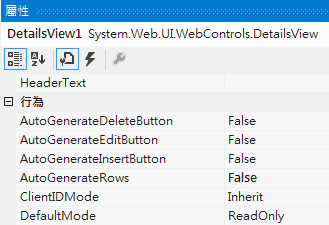 屬性
DetailsView1 System.Web.UI.WebControls.DetailsView
HeaderText
行為
AutoGenerateDeleteButton False
AutoGenerateEditButton False
AutoGenerateInsertButton False
AutoGenerateRows False
ClientIDMode Inherit
DefaultMode ReadOnly